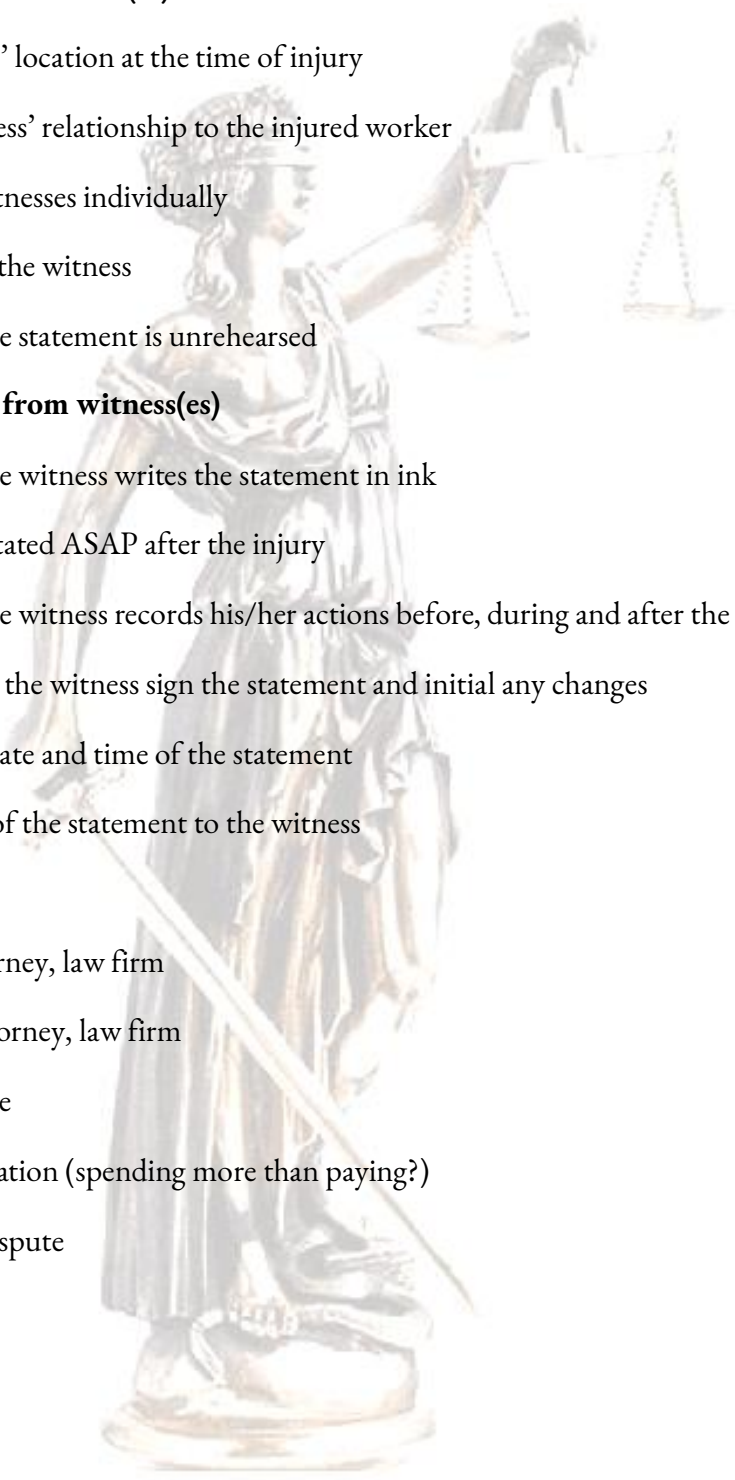 ’ location at the time of injury
ess’ relationship to the injured worker
tnesses individually
the witness
e statement is unrehearsed
from witness(es)
e witness writes the statement in ink
tated ASAP after the injury
e witness records his/her actions before, during and after the
the witness sign the statement and initial any changes
ate and time of the statement
of the statement to the witness
rney, law firm
orney, law firm
e
ation (spending more than paying?)
spute